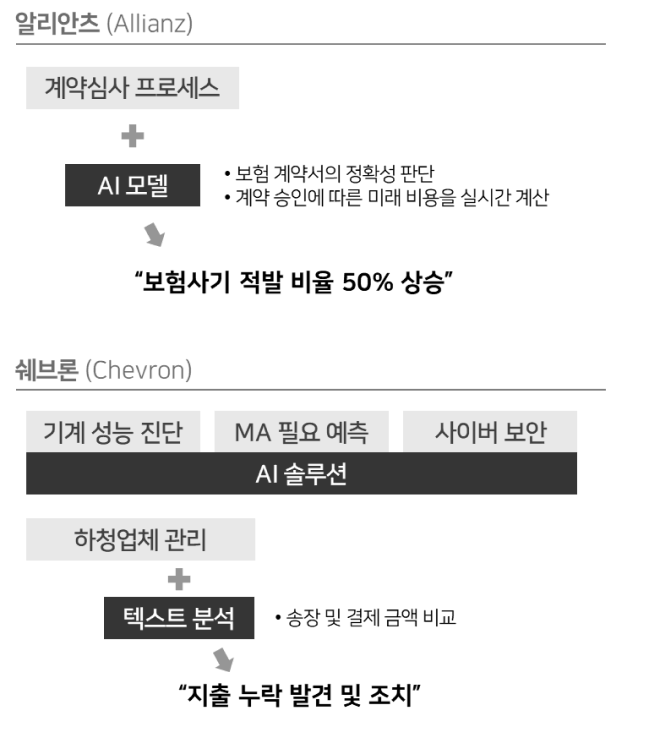 알리안츠 (Allianz)
계약심사 프로세스
AI 모델
• 보험 계약서의 정확성 판단
• 계약 승인에 따른 미래 비용을 실시간 계산
“보험사기 적발 비율 50% 상승”
쉐브론 (Chevron)
기계 성능 진단
MA 필요 예측
사이버 보안
AI 솔루션
하청업체 관리
텍스트 분석
• 송장 및 결제 금액 비교
“지출 누락 발견 및 조치”